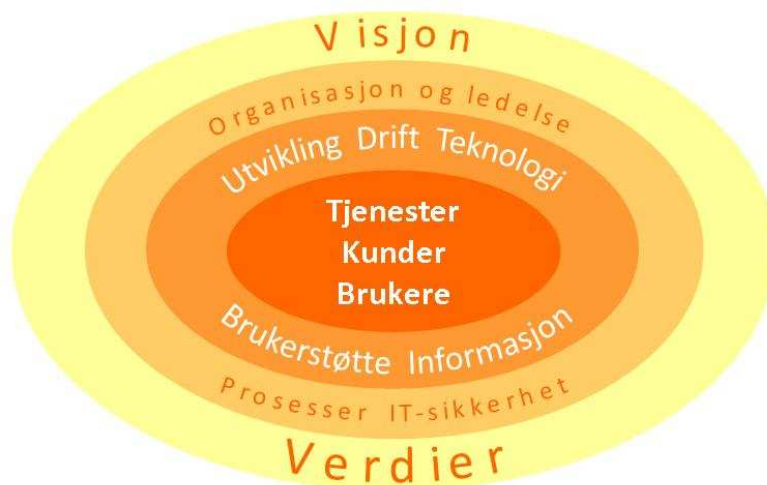 Visjon
Organisasjon og ledelse
Utvikling Drift Teknologi
Tjenester
Kunder
Brukere
Brukerstøtte Informasjon
Prosesser IT-sikkerhet
Verdier